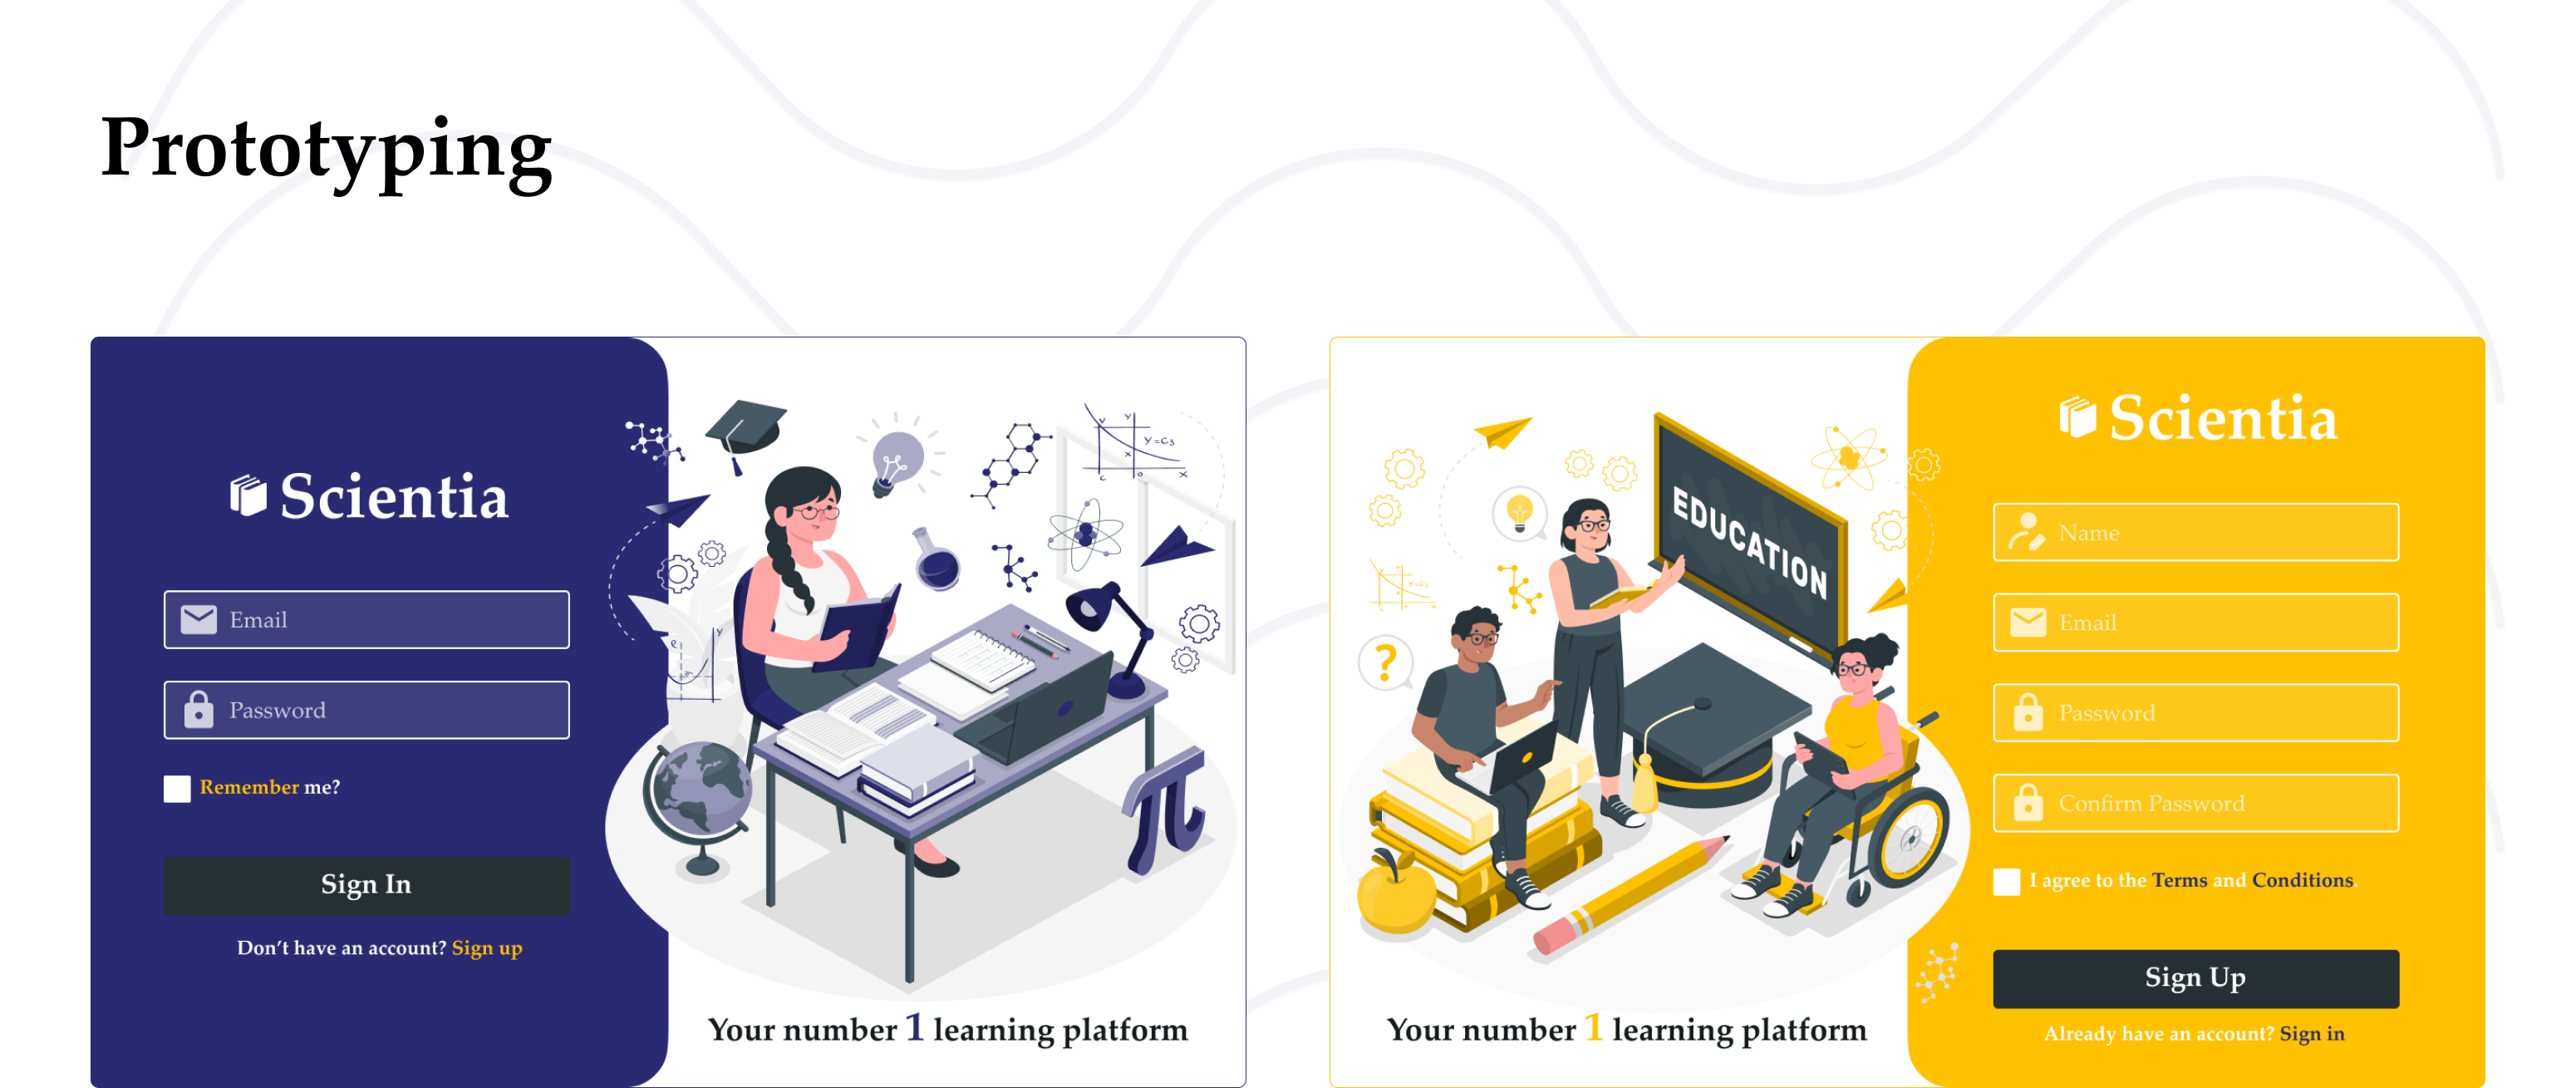 Prototyping
Scientia
Email
Password
Remember me?
Sign In
Don't have an account? Sign up
y
y=c₃
x
x
o
c
y
Your number 1 learning platform
EDUCATION
?
π
Your number 1 learning platform
Scientia
Name
Email
Password
Confirm Password
I agree to the Terms and Conditions.
Sign Up
Already have an account? Sign in